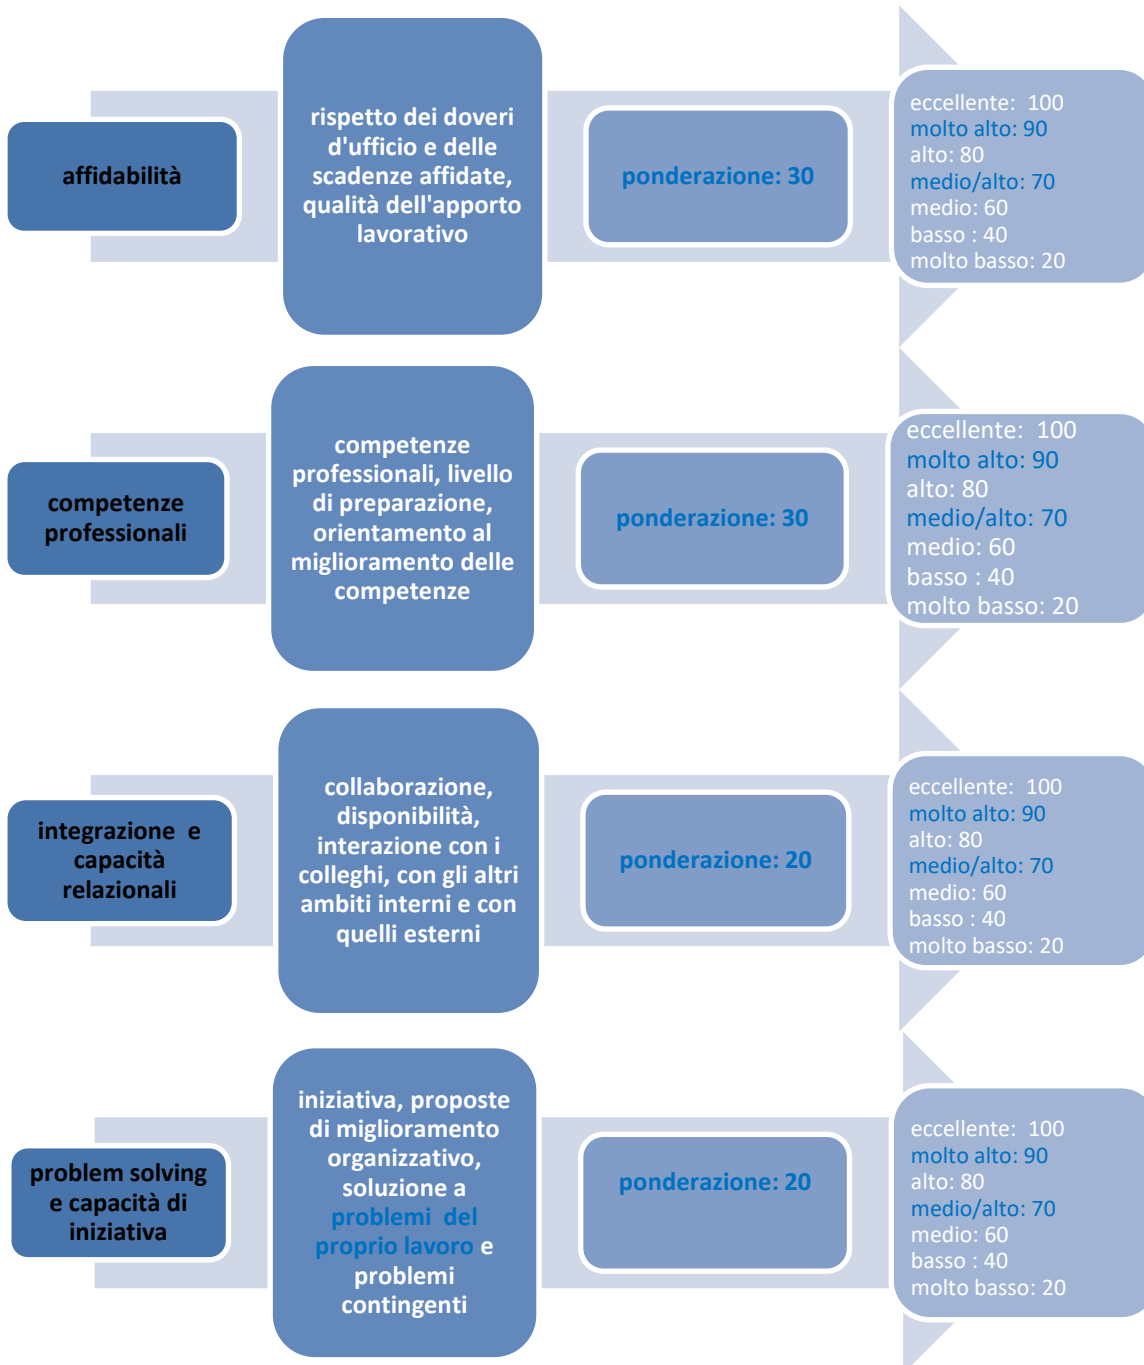 affidabilità
rispetto dei doveri
d'ufficio e delle
scadenze affidate,
qualità dell'apporto
lavorativo
ponderazione: 30
eccellente:  100
molto alto: 90
alto: 80
medio/alto: 70
medio: 60
basso : 40
molto basso: 20
competenze
professionali
competenze
professionali, livello
di preparazione,
orientamento al
miglioramento delle
competenze
ponderazione: 30
eccellente:  100
molto alto: 90
alto: 80
medio/alto: 70
medio: 60
basso : 40
molto basso: 20
integrazione  e
capacità
relazionali
collaborazione,
disponibilità,
interazione con i
colleghi, con gli altri
ambiti interni e con
quelli esterni
ponderazione: 20
eccellente:  100
molto alto: 90
alto: 80
medio/alto: 70
medio: 60
basso : 40
molto basso: 20
problem solving
e capacità di
iniziativa
iniziativa, proposte
di miglioramento
organizzativo,
soluzione a
problemi  del
proprio lavoro e
problemi
contingenti
ponderazione: 20
eccellente:  100
molto alto: 90
alto: 80
medio/alto: 70
medio: 60
basso : 40
molto basso: 20